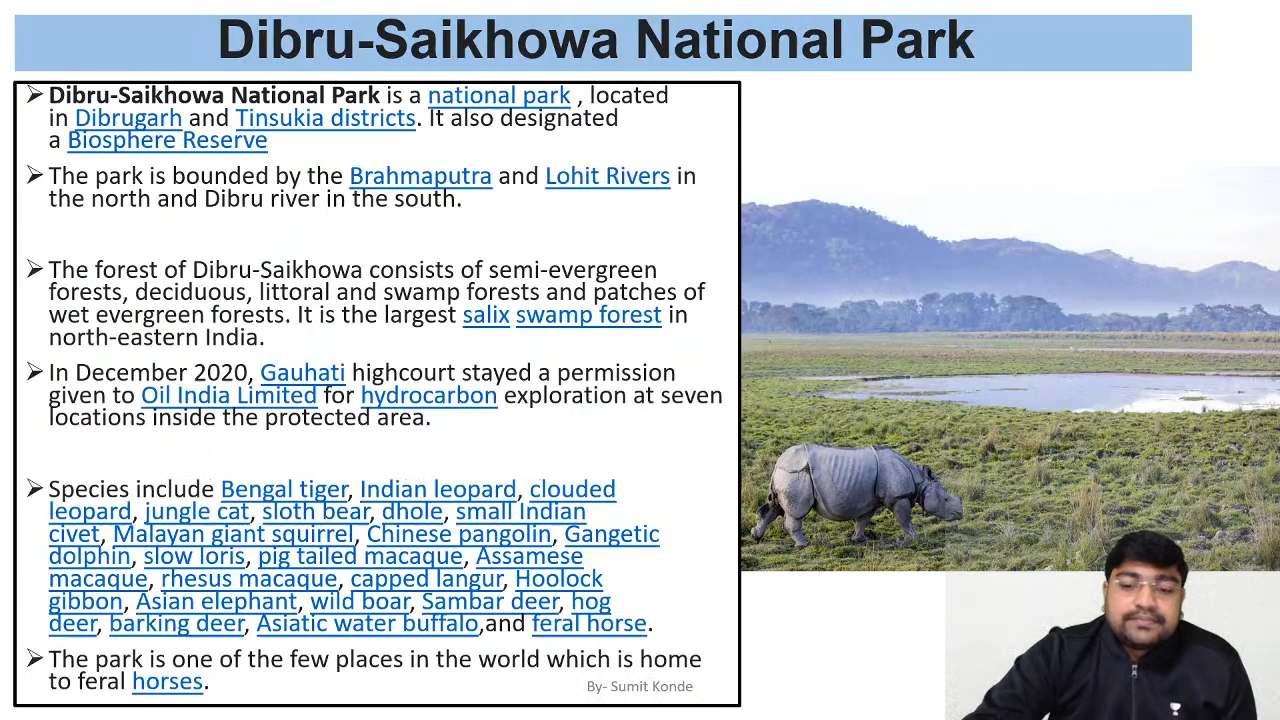 Dibru-Saikhowa National Park
➢ Dibru-Saikhowa National Park is a national park , located
in Dibrugarh and Tinsukia districts. It also designated
a Biosphere Reserve
➢ The park is bounded by the Brahmaputra and Lohit Rivers in
the north and Dibru river in the south.
➢ The forest of Dibru-Saikhowa consists of semi-evergreen
forests, deciduous, littoral and swamp forests and patches of
wet evergreen forests. It is the largest salix swamp forest in
north-eastern India.
➢ In December 2020, Gauhati highcourt stayed a permission
given to Oil India Limited for hydrocarbon exploration at seven
locations inside the protected area.
➢ Species include Bengal tiger, Indian leopard, clouded
leopard, jungle cat, sloth bear, dhole, small Indian
civet, Malayan giant squirrel, Chinese pangolin, Gangetic
dolphin, slow loris, pig tailed macaque, Assamese
macaque, rhesus macaque, capped langur, Hoolock
gibbon, Asian elephant, wild boar, Sambar deer, hog
deer, barking deer, Asiatic water buffalo,and feral horse.
➢ The park is one of the few places in the world which is home
to feral horses.
By- Sumit Konde